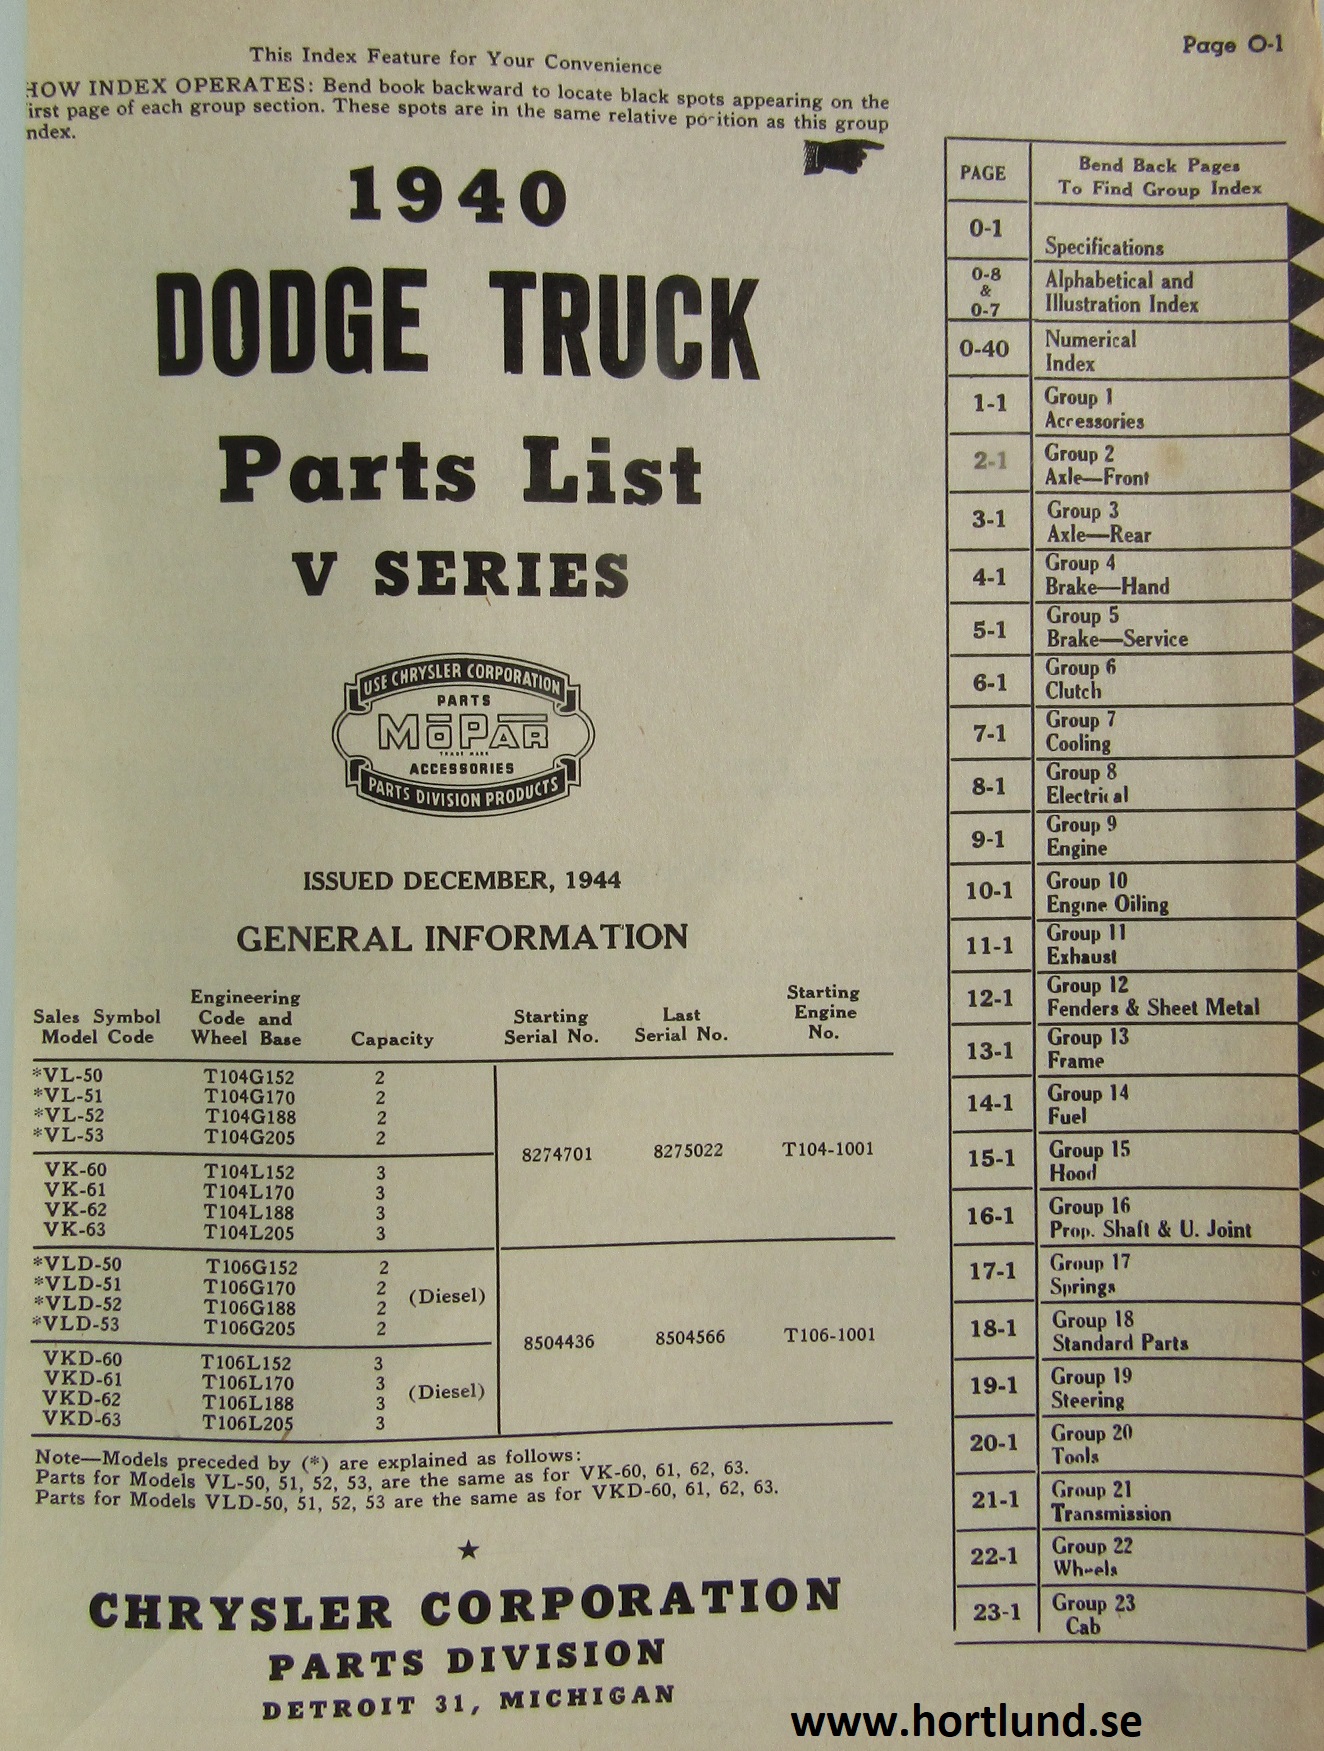 Page O-1
This Index Feature for Your Convenience
HOW INDEX OPERATES: Bend book backward to locate black spots appearing on the
first page of each group section. These spots are in the same relative position as this group
ndex.
1940
DODGE TRUCK
Parts List
V SERIES
USE CHRYSLER CORPORATION
PARTS
MOPAR
TRADE MARK
ACCESSORIES
PARTS DIVISION PRODUCTS
ISSUED DECEMBER, 1944
GENERAL INFORMATION
Sales Symbol Model Code Engineering Code and Wheel Base Capacity Starting Serial No. Last Serial No. Starting Engine No.
*VL-50 T104G152 2
*VL-51 T104G170 2
*VL-52 T104G188 2
*VL-53 T104G205 2
8274701 8275022 T104-1001
VK-60 T104L152 3
VK-61 T104L170 3
VK-62 T104L188 3
VK-63 T104L205 3
*VLD-50 T106G152 2
*VLD-51 T106G170 2
*VLD-52 T106G188 2
*VLD-53 T106G205 2
(Diesel)
8504436 8504566 T106-1001
VKD-60 T106L152 3
VKD-61 T106L170 3
VKD-62 T106L188 3
VKD-63 T106L205 3
(Diesel)
Note—Models preceded by (*) are explained as follows:
Parts for Models VL-50, 51, 52, 53, are the same as for VK-60, 61, 62, 63.
Parts for Models VLD-50, 51, 52, 53 are the same as for VKD-60, 61, 62, 63.
CHRYSLER CORPORATION
PARTS DIVISION
DETROIT 31, MICHIGAN
PAGE Bend Back Pages
To Find Group Index
0-1 Specifications
0-8 & 0-7 Alphabetical and
Illustration Index
0-40 Numerical
Index
1-1 Group 1
Accessories
2-1 Group 2
Axle—Front
3-1 Group 3
Axle—Rear
4-1 Group 4
Brake—Hand
5-1 Group 5
Brake—Service
6-1 Group 6
Clutch
7-1 Group 7
Cooling
8-1 Group 8
Electrical
9-1 Group 9
Engine
10-1 Group 10
Engine Oiling
11-1 Group 11
Exhaust
12-1 Group 12
Fenders & Sheet Metal
13-1 Group 13
Frame
14-1 Group 14
Fuel
15-1 Group 15
Hood
16-1 Group 16
Prop. Shaft & U. Joint
17-1 Group 17
Springs
18-1 Group 18
Standard Parts
19-1 Group 19
Steering
20-1 Group 20
Tools
21-1 Group 21
Transmission
22-1 Group 22
Wheels
23-1 Group 23
Cab
www.hortlund.se